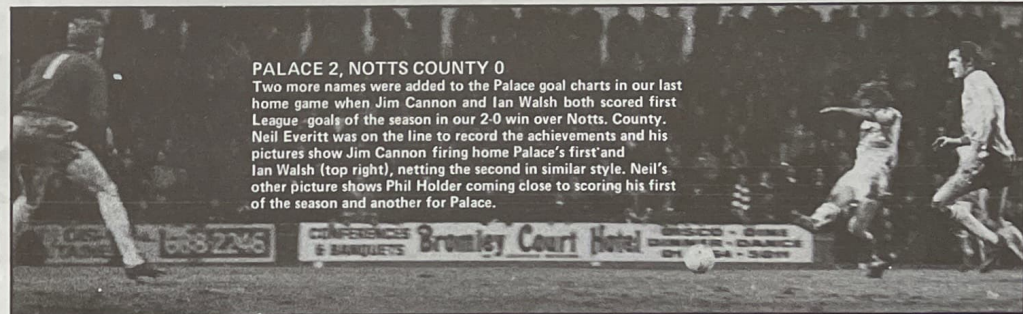 PALACE 2, NOTTS COUNTY 0
Two more names were added to the Palace goal charts in our last
home game when Jim Cannon and Ian Walsh both scored first
League goals of the season in our 2-0 win over Notts. County.
Neil Everitt was on the line to record the achievements and his
pictures show Jim Cannon firing home Palace's first and
Ian Walsh (top right), netting the second in similar style. Neil's
other picture shows Phil Holder coming close to scoring his first
of the season and another for Palace.
1
688-2246
CONFERENCES
& BANQUETS
Bromley Court Hotel
DISCO - DINE
DINNER - DANCE